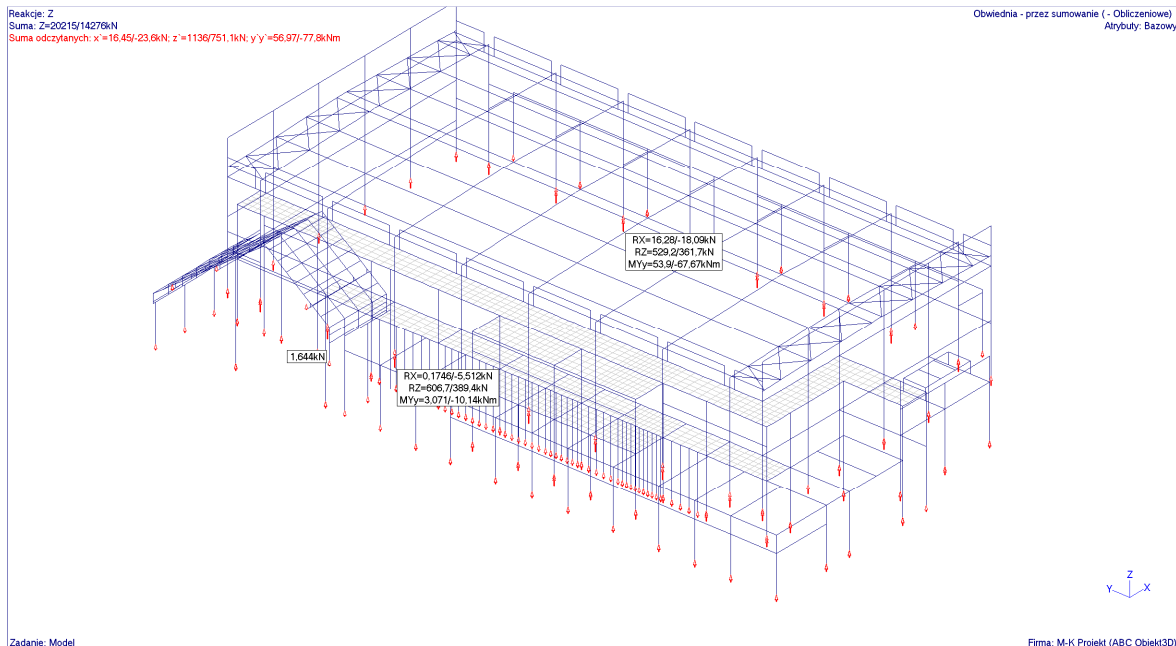 Reakcje: Z
Suma: Z=20215/14276kN
Suma odczytanych: x`=16,45/-23,6kN; z`=1136/751,1kN; y`y`=56,97/-77,8kNm
Obwiednia - przez sumowanie ( - Obliczeniowe)
Atrybuty: Bazowy
RX=16,28/-18,09kN
RZ=529,2/361,7kN
MYy=53,9/-67,67kNm
1,644kN
RX=0,1746/-5,512kN
RZ=606,7/389,4kN
MYy=3,071/-10,14kNm
Z
Y
X
Zadanie: Model
Firma: M-K Projekt (ABC Obiekt3D)